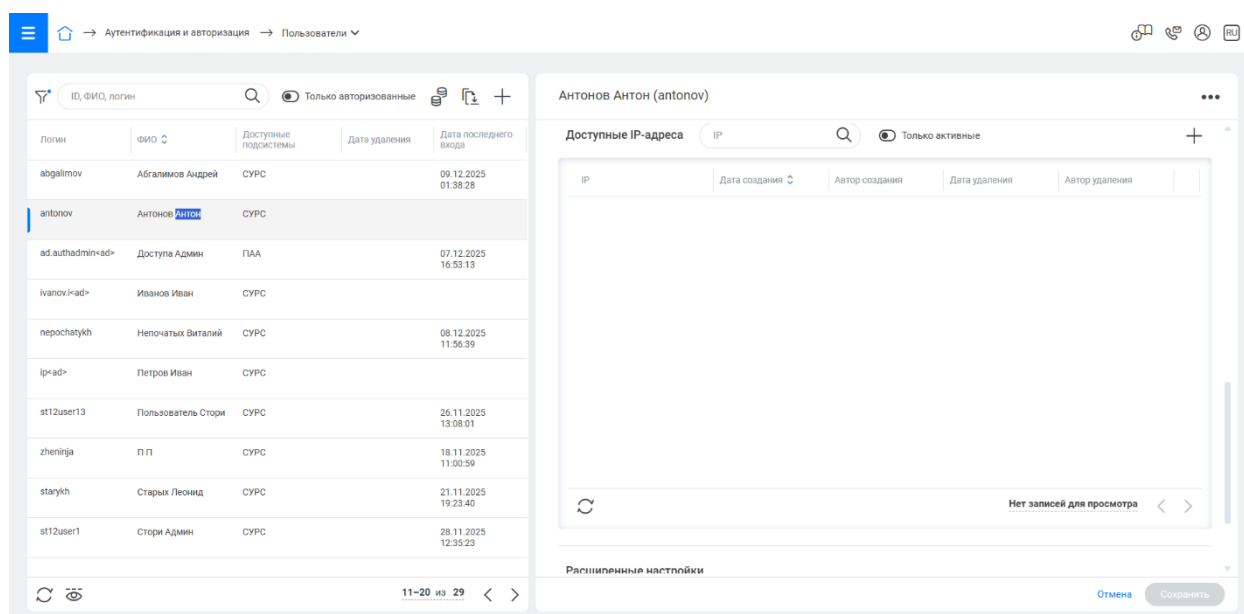 Аутентификация и авторизация → Пользователи
RU
ID, ФИО, логин
Только авторизованные
Логин ФИО Доступные подсистемы Дата удаления Дата последнего входа
abgalimov Абгалимов Андрей СУРС 09.12.2025 01:38:28
antonov Антонов Антон СУРС
ad.authadmin<ad> Доступа Админ ПАА 07.12.2025 16:53:13
ivanov.i<ad> Иванов Иван СУРС
nepochatykh Непочатых Виталий СУРС 08.12.2025 11:56:39
ip<ad> Петров Иван СУРС
st12user13 Пользователь Стори СУРС 26.11.2025 13:08:01
zheninja П П СУРС 18.11.2025 11:00:59
starykh Старых Леонид СУРС 21.11.2025 19:23:40
st12user1 Стори Админ СУРС 28.11.2025 12:35:23
11–20 из 29
Антонов Антон (antonov)
Доступные IP-адреса IP Только активные
IP Дата создания Автор создания Дата удаления Автор удаления
Нет записей для просмотра
Расширенные настройки
Отмена Сохранить